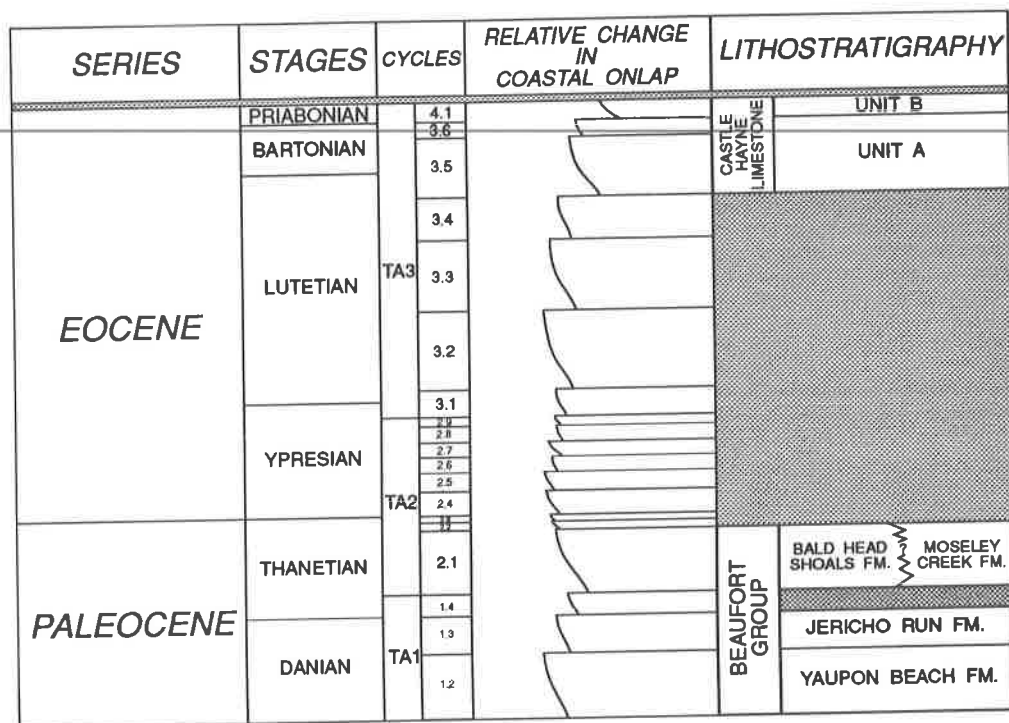 SERIES
STAGES
CYCLES
RELATIVE CHANGE
IN
COASTAL ONLAP
LITHOSTRATIGRAPHY
EOCENE
PALEOCENE
PRIABONIAN
BARTONIAN
LUTETIAN
YPRESIAN
THANETIAN
DANIAN
TA3
TA2
TA1
4.1
3.6
3.5
3.4
3.3
3.2
3.1
2.9
2.8
2.7
2.6
2.5
2.4
2.1
1.4
1.3
1.2
CASTLE
HAYNE
LIMESTONE
UNIT B
UNIT A
BEAUFORT
GROUP
BALD HEAD
SHOALS FM.
MOSELEY
CREEK FM.
JERICHO RUN FM.
YAUPON BEACH FM.